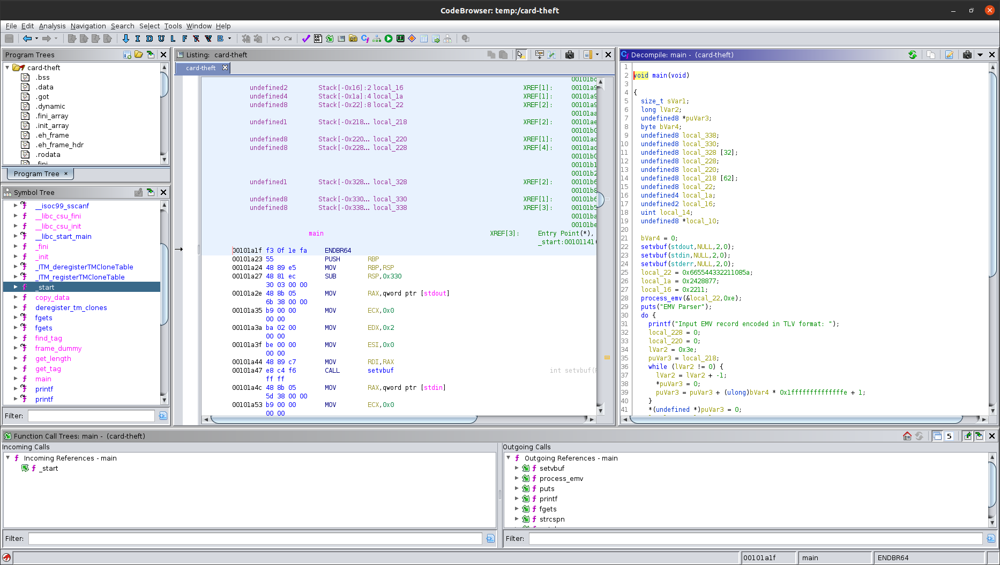 CodeBrowser: temp:/card-theft
File Edit Analysis Navigation Search Select Tools Window Help
I D U L F B
Program Trees
card-theft
.bss
.data
.got
.dynamic
.fini_array
.init_array
.eh_frame
.eh_frame_hdr
.rodata
.fini
Program Tree ×
Symbol Tree
__isoc99_sscanf
__libc_csu_fini
__libc_csu_init
__libc_start_main
_fini
_init
_ITM_deregisterTMCloneTable
_ITM_registerTMCloneTable
_start
copy_data
deregister_tm_clones
fgets
fgets
find_tag
frame_dummy
get_length
get_tag
main
printf
printf
Filter:
Listing: card-theft
card-theft
00101bd
undefined2 Stack[-0x16]:2 local_16 XREF[1]: 00101a9
undefined4 Stack[-0x1a]:4 local_1a XREF[1]: 00101a9
undefined8 Stack[-0x22]:8 local_22 XREF[2]: 00101a9
00101aa
undefined1 Stack[-0x218... local_218 XREF[2]: 00101ae
00101b0
undefined8 Stack[-0x220... local_220 XREF[1]: 00101ad
undefined8 Stack[-0x228... local_228 XREF[4]: 00101ad
00101b0
00101b1
00101b2
undefined1 Stack[-0x328... local_328 XREF[2]: 00101b6
00101b8
undefined8 Stack[-0x330... local_330 XREF[1]: 00101b6
undefined8 Stack[-0x338... local_338 XREF[3]: 00101b5
00101ba
00101be
main XREF[3]: Entry Point(*),
_start:00101141(
00101a1f f3 0f 1e fa ENDBR64
00101a23 55 PUSH RBP
00101a24 48 89 e5 MOV RBP,RSP
00101a27 48 81 ec SUB RSP,0x330
30 03 00 00
00101a2e 48 8b 05 MOV RAX,qword ptr [stdout]
6b 38 00 00
00101a35 b9 00 00 MOV ECX,0x0
00 00
00101a3a ba 02 00 MOV EDX,0x2
00 00
00101a3f be 00 00 MOV ESI,0x0
00 00
00101a44 48 89 c7 MOV RDI,RAX
00101a47 e8 c4 f6 CALL setvbuf int setvbuf(F
ff ff
00101a4c 48 8b 05 MOV RAX,qword ptr [stdin]
5d 38 00 00
00101a53 b9 00 00 MOV ECX,0x0
00 00
Decompile: main - (card-theft)
1
2 void main(void)
3
4 {
5 size_t sVar1;
6 long lVar2;
7 undefined8 *puVar3;
8 byte bVar4;
9 undefined8 local_338;
10 undefined8 local_330;
11 undefined8 local_328 [32];
12 undefined8 local_228;
13 undefined8 local_220;
14 undefined8 local_218 [62];
15 undefined8 local_22;
16 undefined4 local_1a;
17 undefined2 local_16;
18 uint local_14;
19 undefined8 *local_10;
20
21 bVar4 = 0;
22 setvbuf(stdout,NULL,2,0);
23 setvbuf(stdin,NULL,2,0);
24 setvbuf(stderr,NULL,2,0);
25 local_22 = 0x665544332211085a;
26 local_1a = 0x2428877;
27 local_16 = 0x2211;
28 process_emv(&local_22,0xe);
29 puts("EMV Parser");
30 do {
31 printf("Input EMV record encoded in TLV format: ");
32 local_228 = 0;
33 local_220 = 0;
34 lVar2 = 0x3e;
35 puVar3 = local_218;
36 while (lVar2 != 0) {
37 lVar2 = lVar2 + -1;
38 *puVar3 = 0;
39 puVar3 = puVar3 + (ulong)bVar4 * 0x1ffffffffffffffe + 1;
40 }
41 *(undefined *)puVar3 = 0;
Function Call Trees: main - (card-theft)
5
Incoming Calls
Incoming References - main
_start
Filter:
Outgoing Calls
Outgoing References - main
setvbuf
process_emv
puts
printf
fgets
strcspn
Filter:
00101a1f main ENDBR64